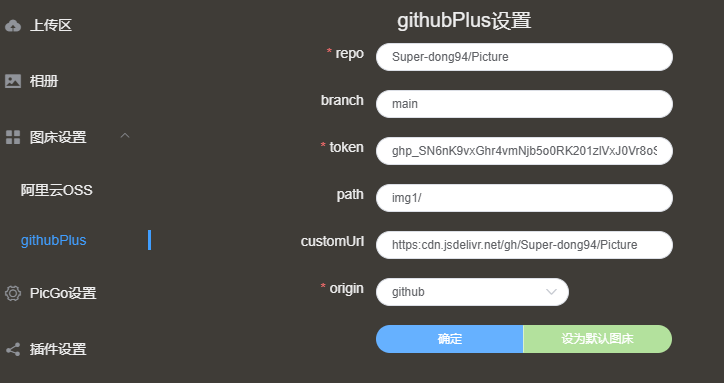 上传区
相册
图床设置
阿里云OSS
githubPlus
PicGo设置
插件设置
githubPlus设置
* repo
Super-dong94/Picture
branch
main
* token
path
img1/
customUrl
https:cdn.jsdelivr.net/gh/Super-dong94/Picture
* origin
github
确定
设为默认图床